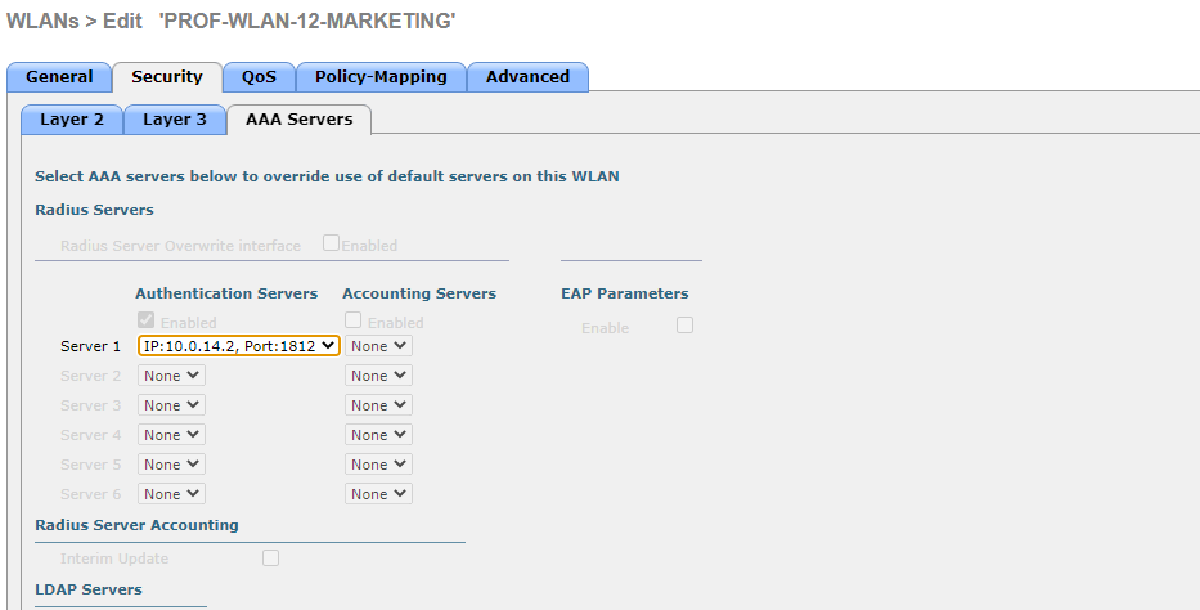 WLANs > Edit 'PROF-WLAN-12-MARKETING'
General Security QoS Policy-Mapping Advanced
Layer 2 Layer 3 AAA Servers
Select AAA servers below to override use of default servers on this WLAN
Radius Servers
Radius Server Overwrite interface Enabled
Authentication Servers Accounting Servers EAP Parameters
Enabled Enabled Enable
Server 1 IP:10.0.14.2, Port:1812 None
Server 2 None None
Server 3 None None
Server 4 None None
Server 5 None None
Server 6 None None
Radius Server Accounting
Interim Update
LDAP Servers